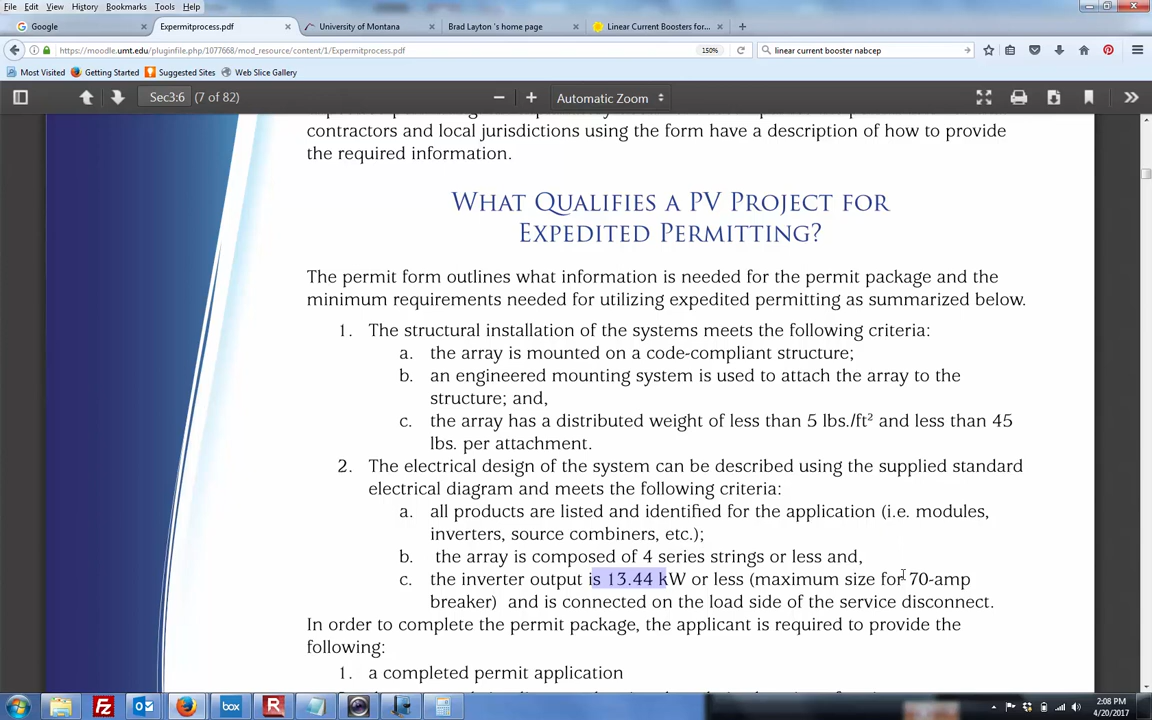 File Edit View History Bookmarks Tools Help
Google
Expermitprocess.pdf
University of Montana
Brad Layton 's home page
Linear Current Boosters for...
https://moodle.umt.edu/pluginfile.php/1077668/mod_resource/content/1/Expermitprocess.pdf
150%
linear current booster nabcep
Most Visited Getting Started Suggested Sites Web Slice Gallery
Sec3:6 (7 of 82)
Automatic Zoom
contractors and local jurisdictions using the form have a description of how to provide
the required information.
What Qualifies a PV Project for
Expedited Permitting?
The permit form outlines what information is needed for the permit package and the
minimum requirements needed for utilizing expedited permitting as summarized below.
1. The structural installation of the systems meets the following criteria:
a. the array is mounted on a code-compliant structure;
b. an engineered mounting system is used to attach the array to the
structure; and,
c. the array has a distributed weight of less than 5 lbs./ft² and less than 45
lbs. per attachment.
2. The electrical design of the system can be described using the supplied standard
electrical diagram and meets the following criteria:
a. all products are listed and identified for the application (i.e. modules,
inverters, source combiners, etc.);
b. the array is composed of 4 series strings or less and,
c. the inverter output is 13.44 kW or less (maximum size for 70-amp
breaker) and is connected on the load side of the service disconnect.
In order to complete the permit package, the applicant is required to provide the
following:
1. a completed permit application
box
2:08 PM
4/20/2017